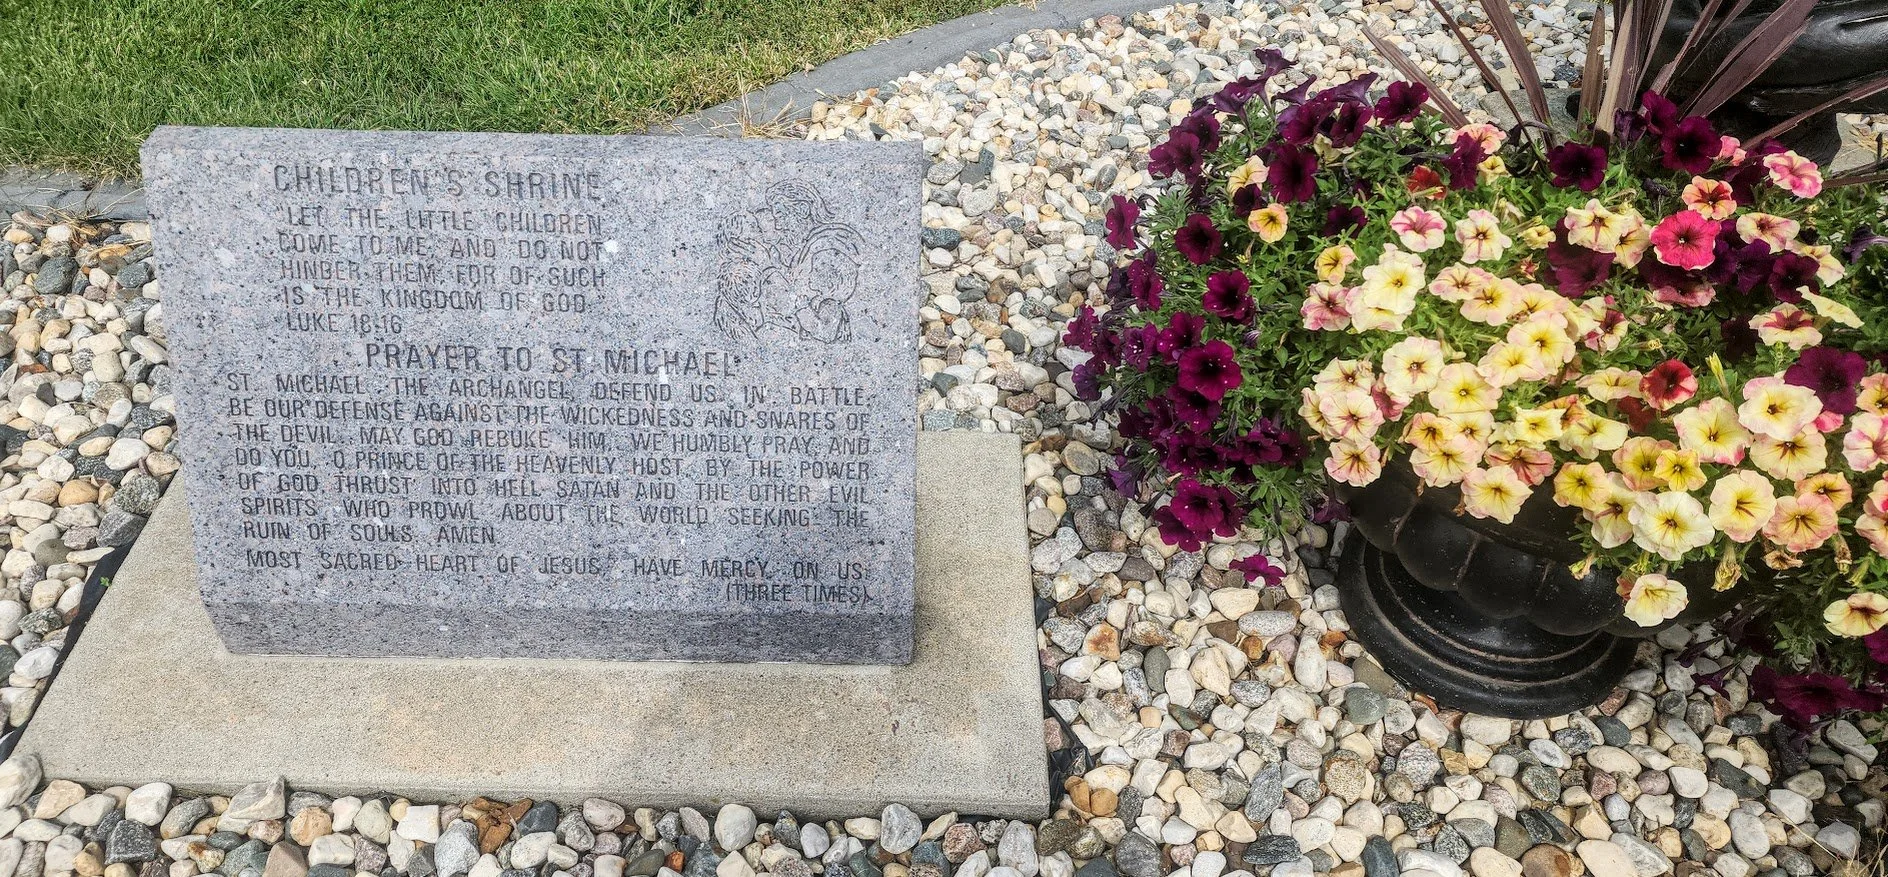 CHILDREN'S SHRINE
"LET THE LITTLE CHILDREN
COME TO ME, AND DO NOT
HINDER THEM, FOR OF SUCH
IS THE KINGDOM OF GOD."
LUKE 18:16
PRAYER TO ST. MICHAEL
ST. MICHAEL THE ARCHANGEL, DEFEND US IN BATTLE,
BE OUR DEFENSE AGAINST THE WICKEDNESS AND SNARES OF
THE DEVIL. MAY GOD REBUKE HIM, WE HUMBLY PRAY, AND
DO YOU, O PRINCE OF THE HEAVENLY HOST, BY THE POWER
OF GOD, THRUST INTO HELL SATAN AND THE OTHER EVIL
SPIRITS WHO PROWL ABOUT THE WORLD SEEKING THE
RUIN OF SOULS. AMEN
MOST SACRED HEART OF JESUS, HAVE MERCY ON US.
(THREE TIMES)